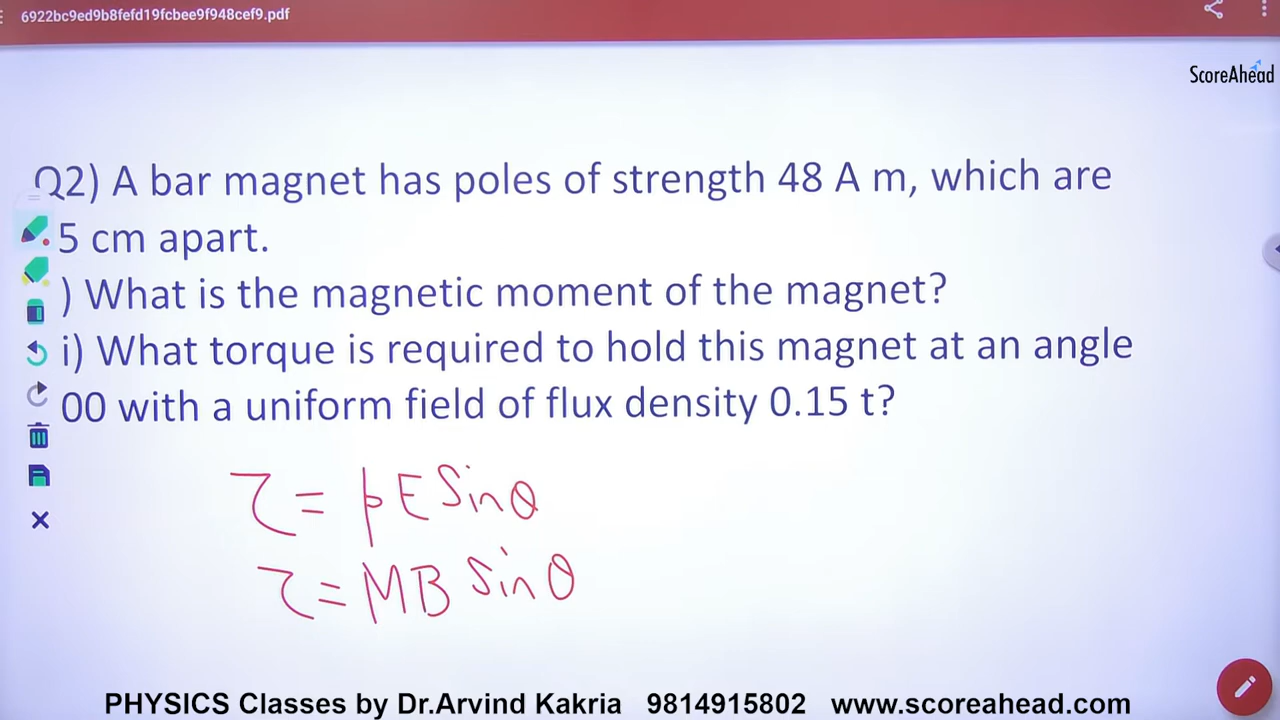 6922bc9ed9b8fefd19fcbee9f948cef9.pdf
ScoreAhead
Q2) A bar magnet has poles of strength 48 A m, which are
5 cm apart.
) What is the magnetic moment of the magnet?
i) What torque is required to hold this magnet at an angle
00 with a uniform field of flux density 0.15 t?
τ = pE Sinθ
τ = MB Sinθ
PHYSICS Classes by Dr.Arvind Kakria 9814915802 www.scoreahead.com